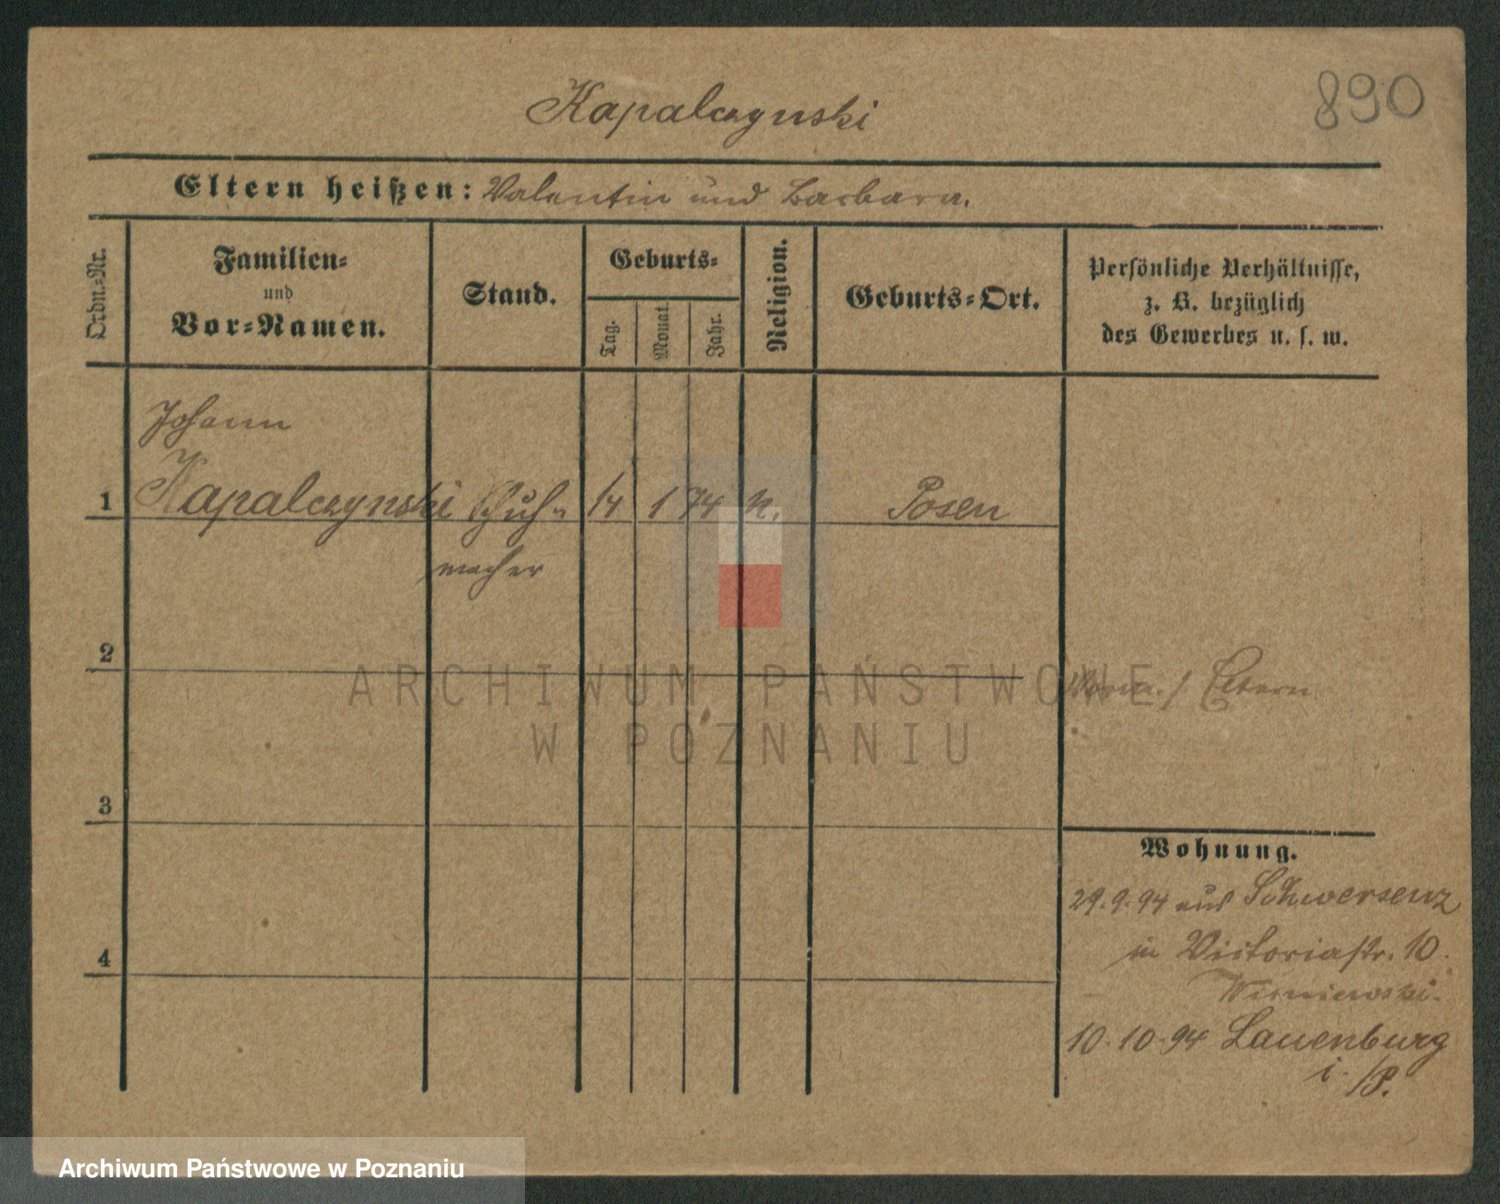 Kapalczynski
890
Eltern heißen: Valentin und Barbara.
Ordn.-Nr.
Familien-
und
Vor-Namen.
Stand.
Geburts-
Tag.
Monat.
Jahr.
Religion.
Geburts-Ort.
Persönliche Verhältnisse,
z. B. bezüglich
des Gewerbes u. s. w.
Johann
1 Kapalczynski Schuh- 14 1 74 k. Posen
macher
2
Eltern
3
4
Wohnung.
29.9.94 aus Schwersenz
in Victoriastr. 10.
Wisniewski.
10.10.94 Lauenburg
i./P.
ARCHIWUM PAŃSTWOWE
W POZNANIU
Archiwum Państwowe w Poznaniu